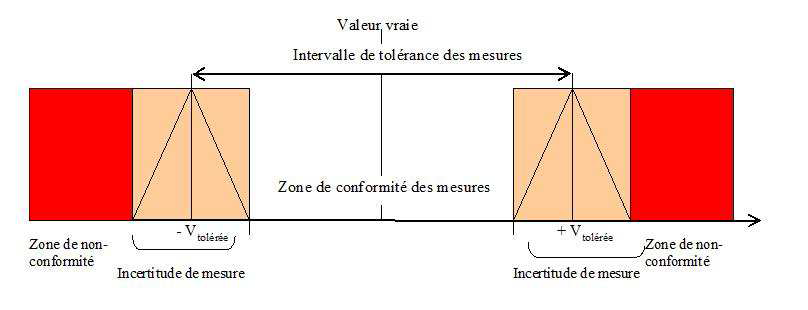 Valeur vraie
Intervalle de tolérance des mesures
Zone de conformité des mesures
- V tolérée
+ V tolérée
Zone de non-
conformité
Zone de non-
conformité
Incertitude de mesure
Incertitude de mesure